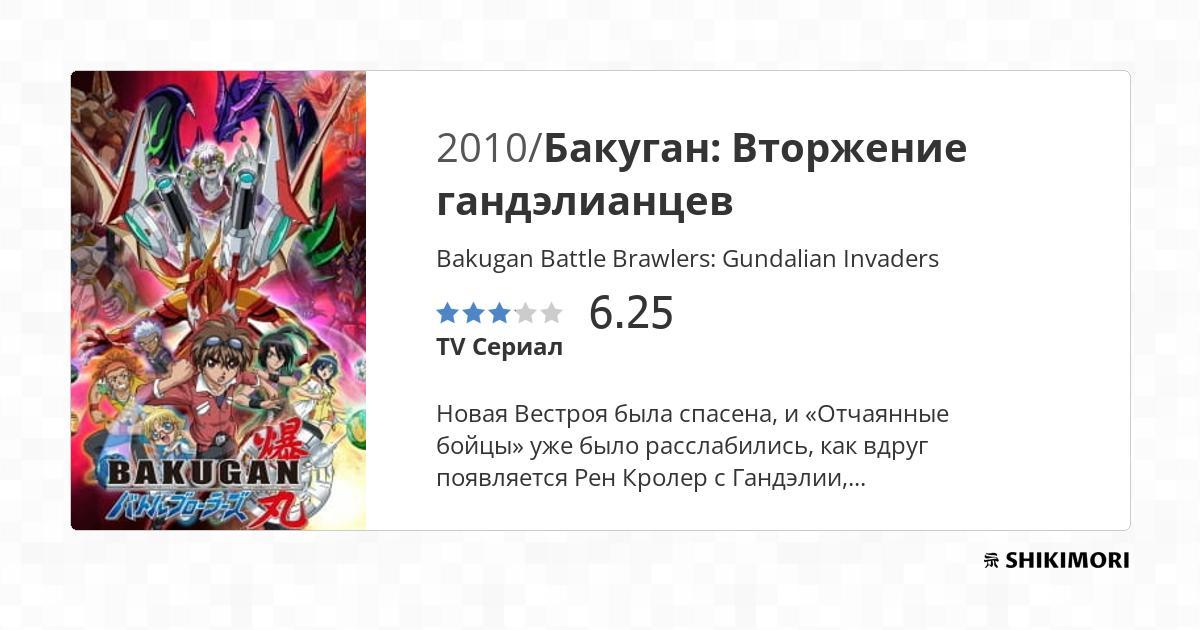 2010/Бакуган: Вторжение
гандэлианцев
Bakugan Battle Brawlers: Gundalian Invaders
6.25
TV Сериал
Новая Вестроя была спасена, и «Отчаянные
бойцы» уже было расслабились, как вдруг
появляется Рен Кролер с Гандэлии,...
爆
BAKUGAN
バトルブローラーズ 丸
SHIKIMORI